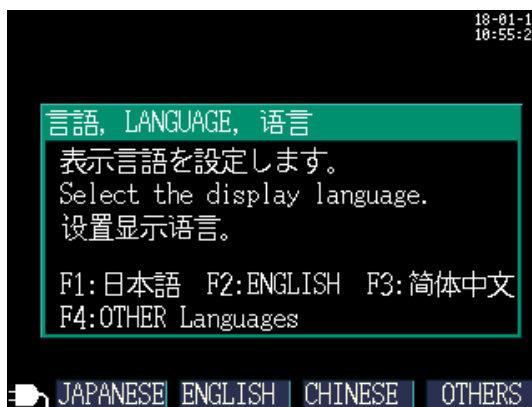 18-01-1
10:55:2
言語, LANGUAGE, 语言
表示言語を設定します。
Select the display language.
设置显示语言。
F1:日本語 F2:ENGLISH F3:简体中文
F4:OTHER Languages
JAPANESE ENGLISH CHINESE OTHERS